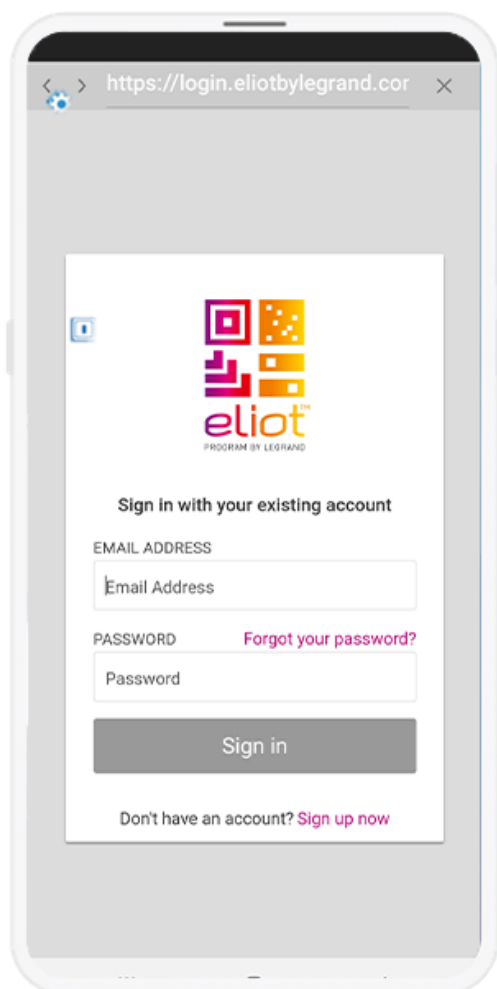 https://login.eliotbylegrand.cor
eliot™
PROGRAM BY LEGRAND
Sign in with your existing account
EMAIL ADDRESS
Email Address
PASSWORD Forgot your password?
Password
Sign in
Don't have an account? Sign up now